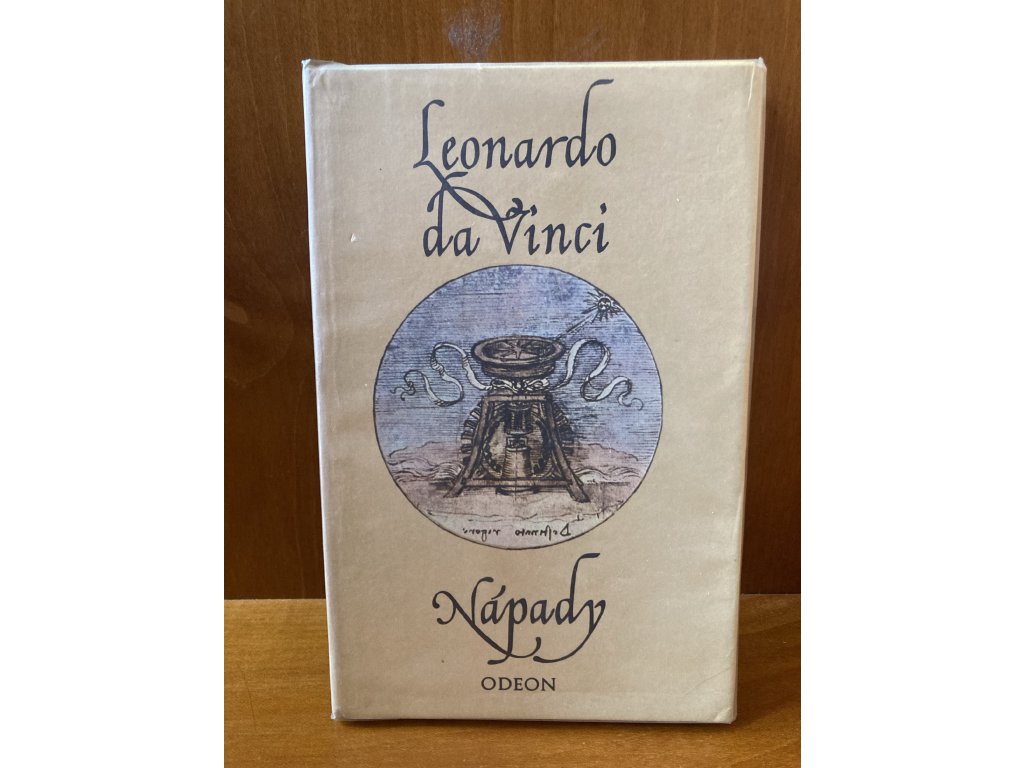 Leonardo
da Vinci
Nápady
ODEON